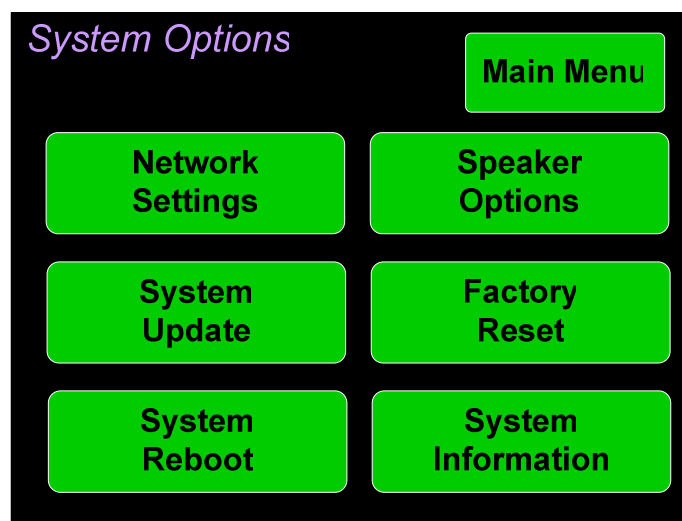 System Options
Main Menu
Network
Settings
Speaker
Options
System
Update
Factory
Reset
System
Reboot
System
Information